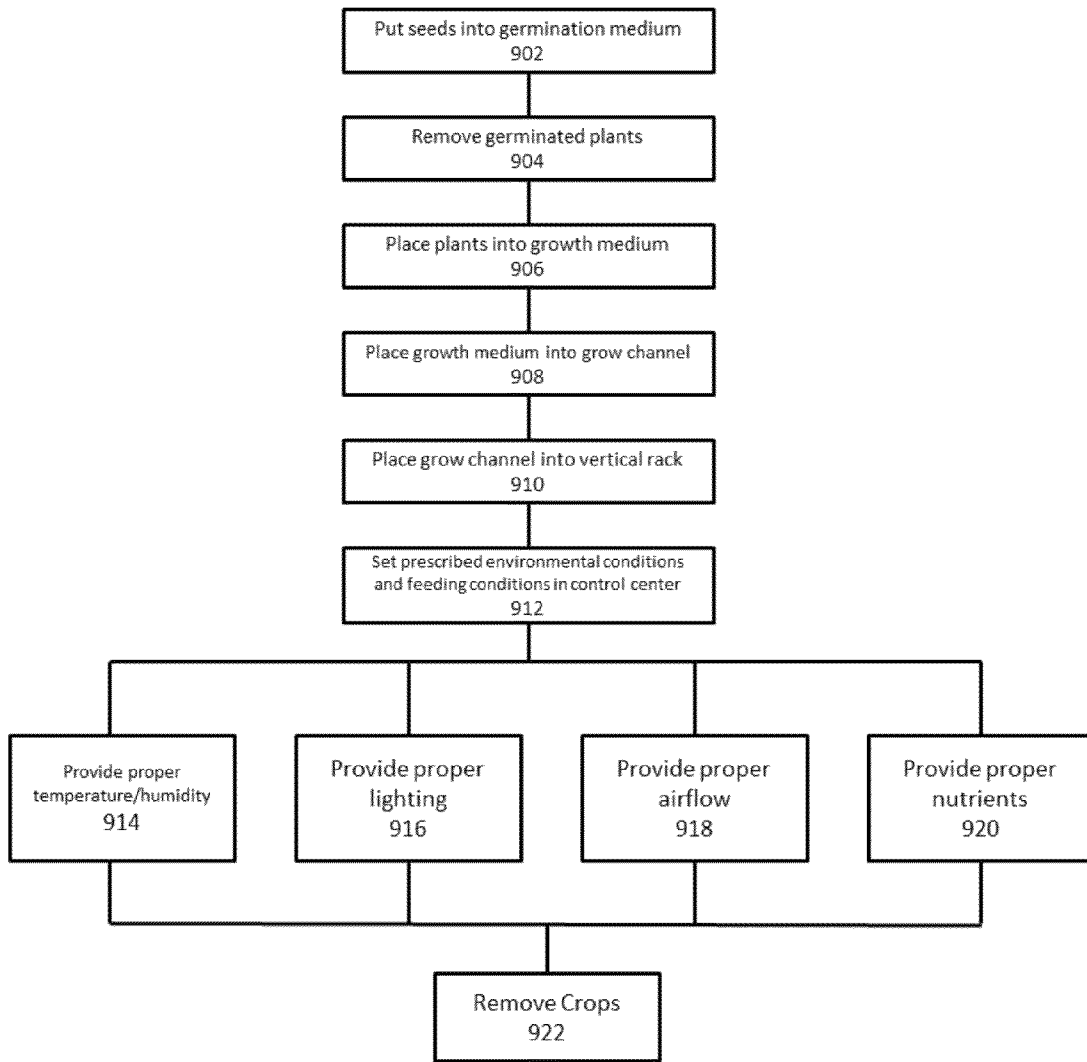 Put seeds into germination medium
902
Remove germinated plants
904
Place plants into growth medium
906
Place growth medium into grow channel
908
Place grow channel into vertical rack
910
Set prescribed environmental conditions
and feeding conditions in control center
912
Provide proper
temperature/humidity
914
Provide proper
lighting
916
Provide proper
airflow
918
Provide proper
nutrients
920
Remove Crops
922